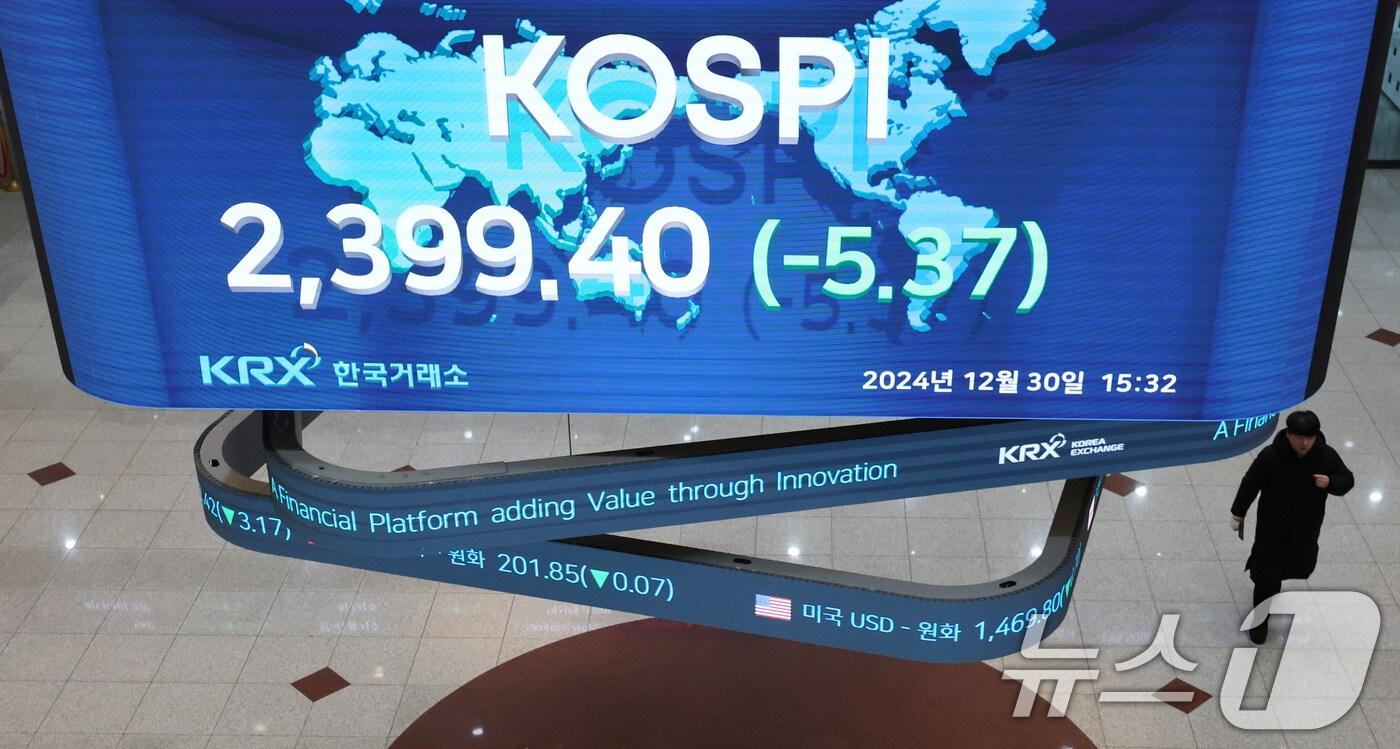 KOSPI
2,399.40 (-5.37)
KRX 한국거래소
2024년 12월 30일 15:32
KRX KOREA EXCHANGE
A Financial Platform adding Value through Innovation
A Finan
42(▼3.17)
원화 201.85(▼0.07)
미국 USD - 원화 1,469.80(▼
뉴스1